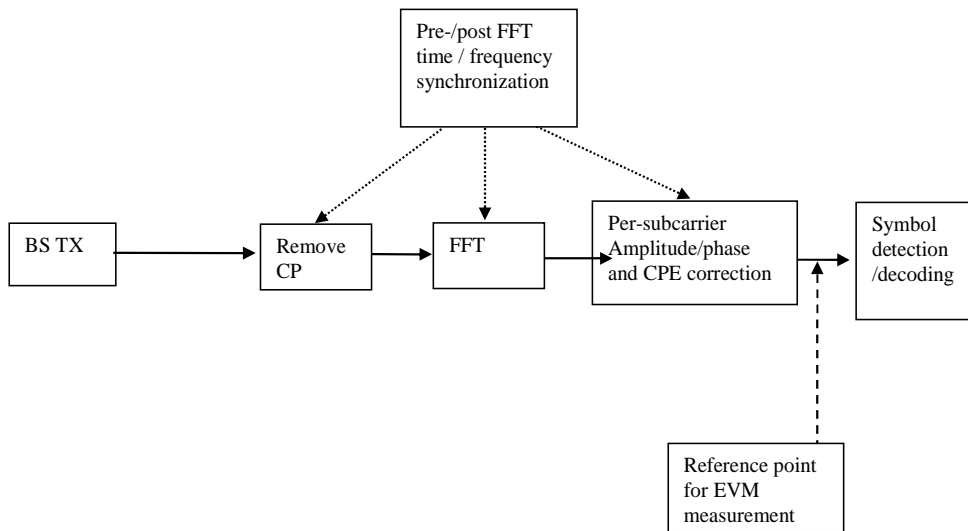 Pre-/post FFT
time / frequency
synchronization
BS TX
Remove
CP
FFT
Per-subcarrier
Amplitude/phase
and CPE correction
Symbol
detection
/decoding
Reference point
for EVM
measurement